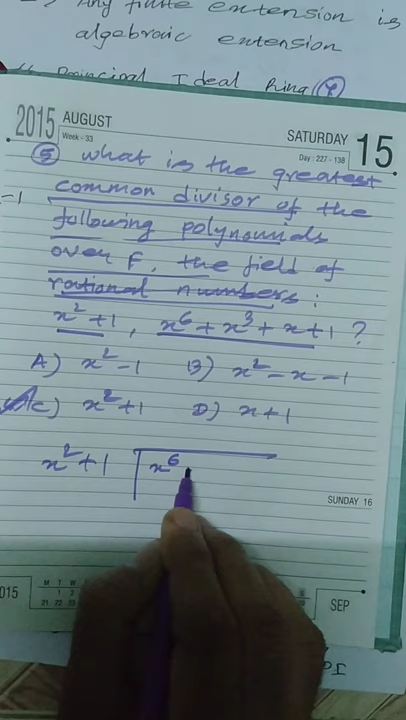 Any finite extension is
algebraic extension
Principal Ideal Ring (4)
2015 AUGUST
Week - 33
SATURDAY 15
Day : 227 - 138
(5) what is the greatest
common divisor of the
following polynomials
over F, the field of
rational numbers :
x² + 1, x⁶ + x³ + x + 1 ?
A) x² - 1 B) x² - x - 1
C) x² + 1 D) x + 1
x² + 1 x⁶
SUNDAY 16
015
SEP